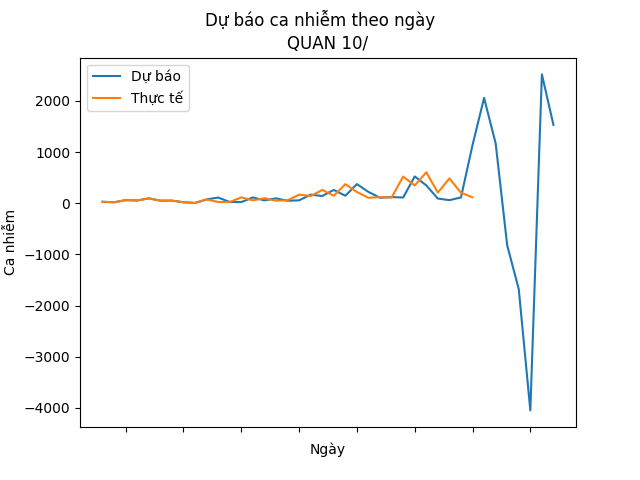 Dự báo ca nhiễm theo ngày
QUAN 10/
Dự báo
Thực tế
2000
1000
0
−1000
−2000
−3000
−4000
Ca nhiễm
Ngày